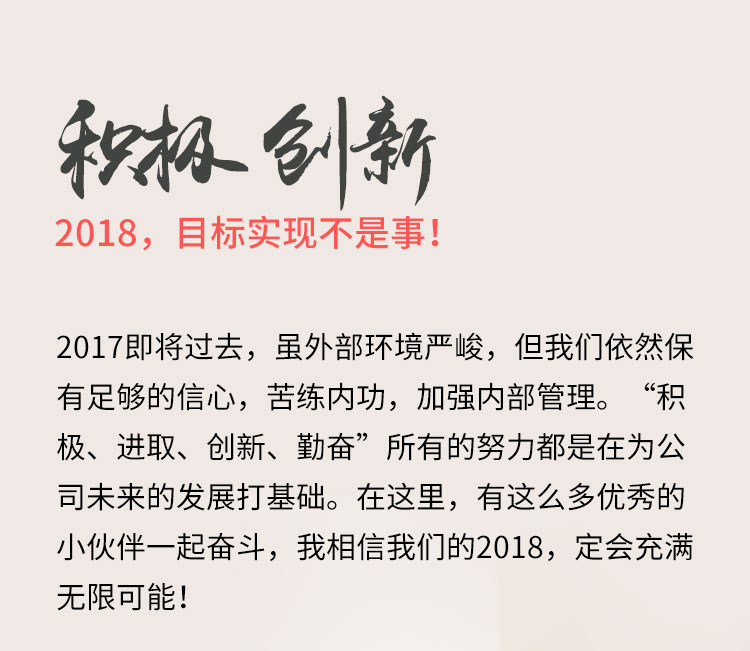 积极 创新
2018，目标实现不是事！
2017即将过去，虽外部环境严峻，但我们依然保
有足够的信心，苦练内功，加强内部管理。“积
极、进取、创新、勤奋”所有的努力都是在为公
司未来的发展打基础。在这里，有这么多优秀的
小伙伴一起奋斗，我相信我们的2018，定会充满
无限可能！